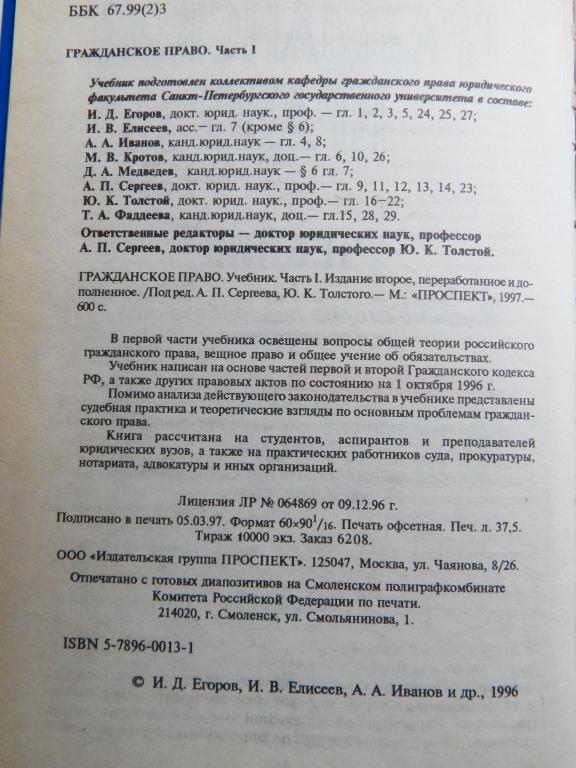 ББК 67.99(2)3
ГРАЖДАНСКОЕ ПРАВО. Часть I
Учебник подготовлен коллективом кафедры гражданского права юридического
факультета Санкт-Петербургского государственного университета в составе:
И. Д. Егоров, докт. юрид. наук., проф. — гл. 1, 2, 3, 5, 24, 25, 27;
И. В. Елисеев, асс.— гл. 7 (кроме § 6);
А. А. Иванов, канд.юрид.наук — гл. 4, 8;
М. В. Кротов, канд.юрид.наук, доц.— гл. 6, 10, 26;
Д. А. Медведев, канд.юрид.наук — § 6 гл. 7;
А. П. Сергеев, докт. юрид. наук., проф.— гл. 9, 11, 12, 13, 14, 23;
Ю. К. Толстой, докт. юрид. наук., проф.— гл. 16—22;
Т. А. Фаддеева, канд.юрид.наук, доц.— гл.15, 28, 29.
Ответственные редакторы — доктор юридических наук, профессор
А. П. Сергеев, доктор юридических наук, профессор Ю. К. Толстой.
ГРАЖДАНСКОЕ ПРАВО. Учебник. Часть I. Издание второе, переработанное и до-
полненное. /Под ред. А. П. Сергеева, Ю. К. Толстого.— М.: «ПРОСПЕКТ», 1997.—
600 с.
В первой части учебника освещены вопросы общей теории российского
гражданского права, вещное право и общее учение об обязательствах.
Учебник написан на основе частей первой и второй Гражданского кодекса
РФ, а также других правовых актов по состоянию на 1 октября 1996 г.
Помимо анализа действующего законодательства в учебнике представлены
судебная практика и теоретические взгляды по основным проблемам граждан-
ского права.
Книга рассчитана на студентов, аспирантов и преподавателей
юридических вузов, а также на практических работников суда, прокуратуры,
нотариата, адвокатуры и иных организаций.
Лицензия ЛР № 064869 от 09.12.96 г.
Подписано в печать 05.03.97. Формат 60×90¹/₁₆. Печать офсетная. Печ. л. 37,5.
Тираж 10000 экз. Заказ 6208.
ООО «Издательская группа ПРОСПЕКТ». 125047, Москва, ул. Чаянова, 8/26.
Отпечатано с готовых диапозитивов на Смоленском полиграфкомбинате
Комитета Российской Федерации по печати.
214020, г. Смоленск, ул. Смольянинова, 1.
ISBN 5-7896-0013-1
© И. Д. Егоров, И. В. Елисеев, А. А. Иванов и др., 1996